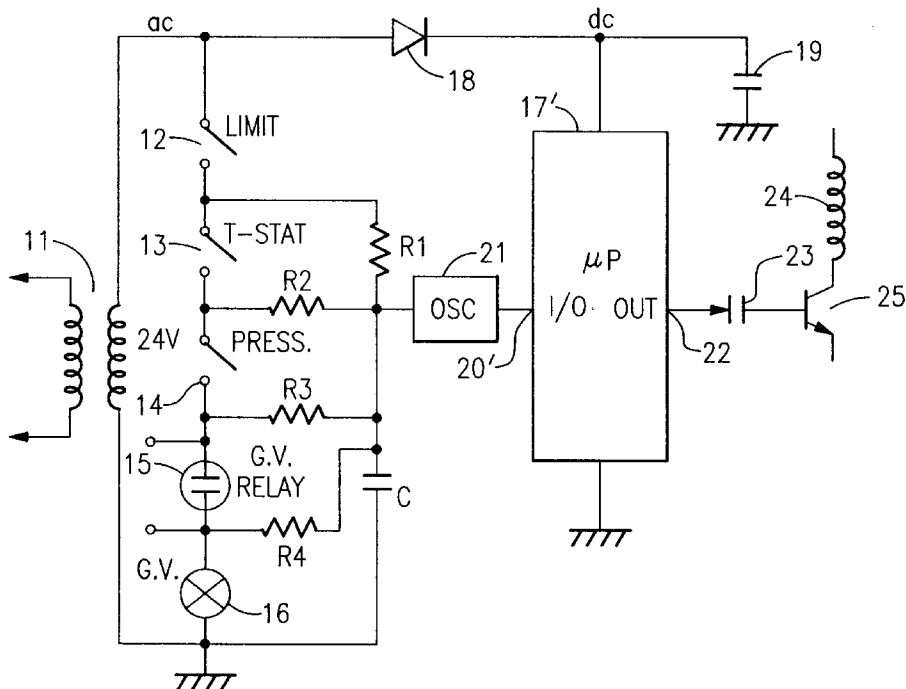 ac
dc
18
19
17'
LIMIT
12
24
11
13
T-STAT
R1
21
μP
23
R2
OSC
I/O
OUT
25
24V
PRESS.
20'
22
14
R3
15
G.V.
RELAY
C
R4
G.V.
16